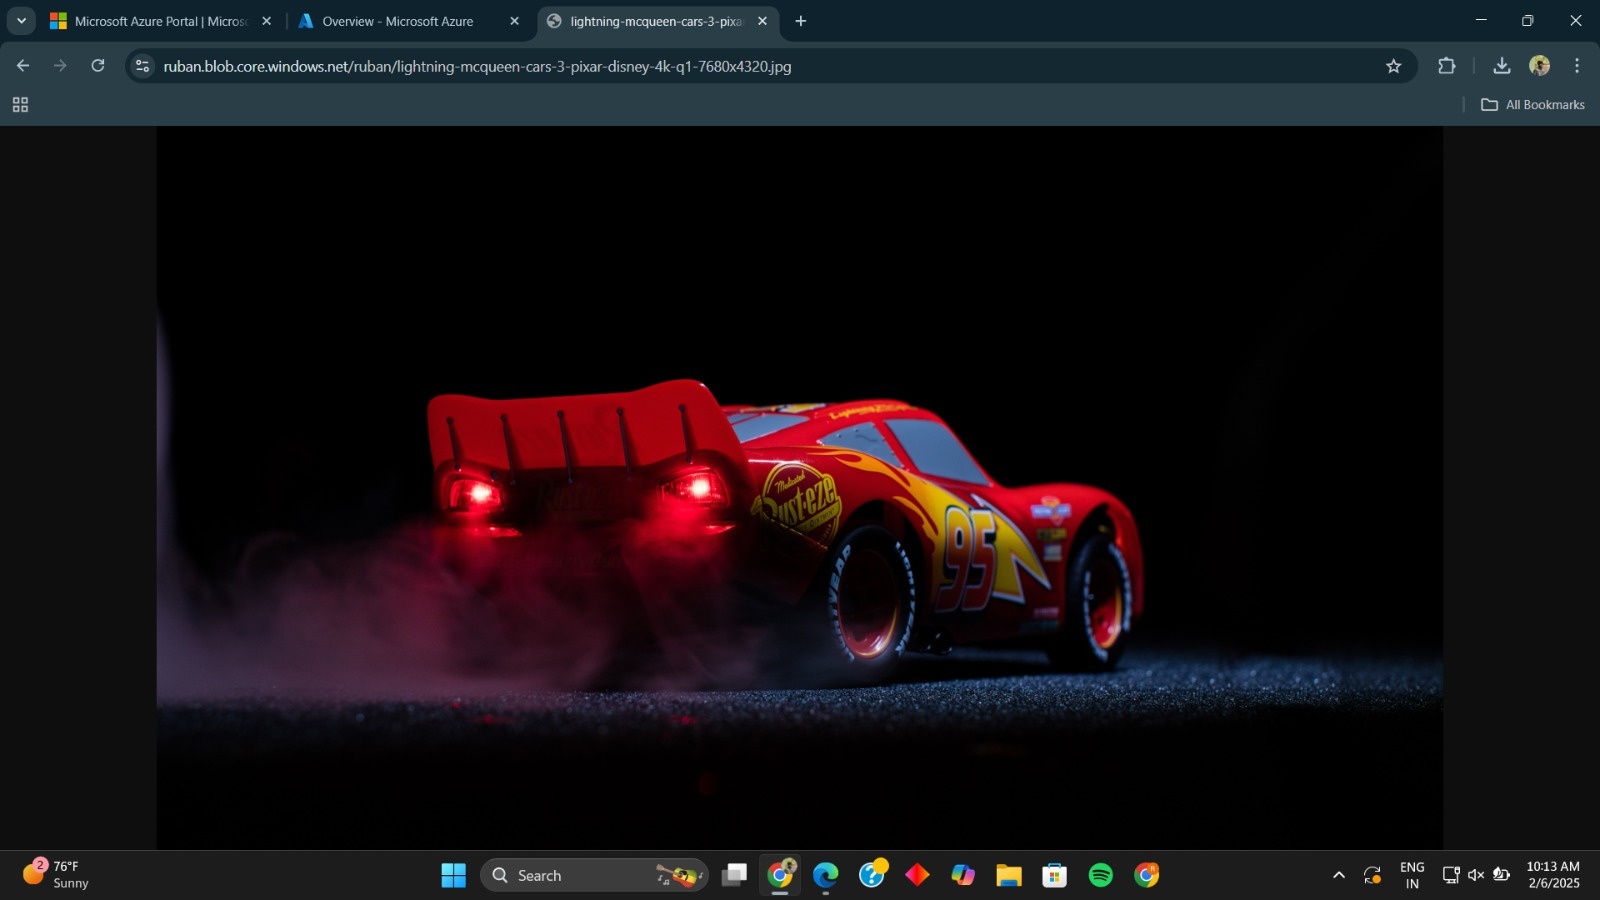 Microsoft Azure Portal | Micros
Overview - Microsoft Azure
lightning-mcqueen-cars-3-pixa
ruban.blob.core.windows.net/ruban/lightning-mcqueen-cars-3-pixar-disney-4k-q1-7680x4320.jpg
All Bookmarks
Medicated
Rust-eze
95
LIGHTYEAR
2
76°F
Sunny
Search
ENG
IN
10:13 AM
2/6/2025